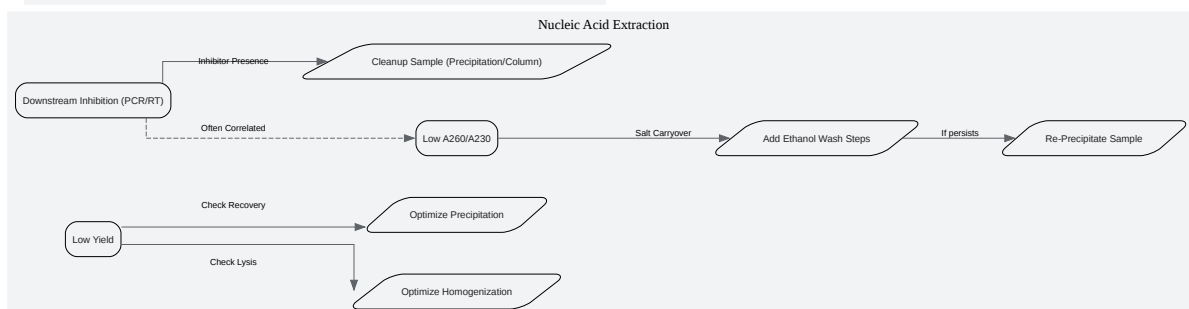 Nucleic Acid Extraction
Inhibitor Presence
Cleanup Sample (Precipitation/Column)
Downstream Inhibition (PCR/RT)
Often Correlated
Low A260/A230
Salt Carryover
Add Ethanol Wash Steps
If persists
Re-Precipitate Sample
Check Recovery
Optimize Precipitation
Low Yield
Check Lysis
Optimize Homogenization